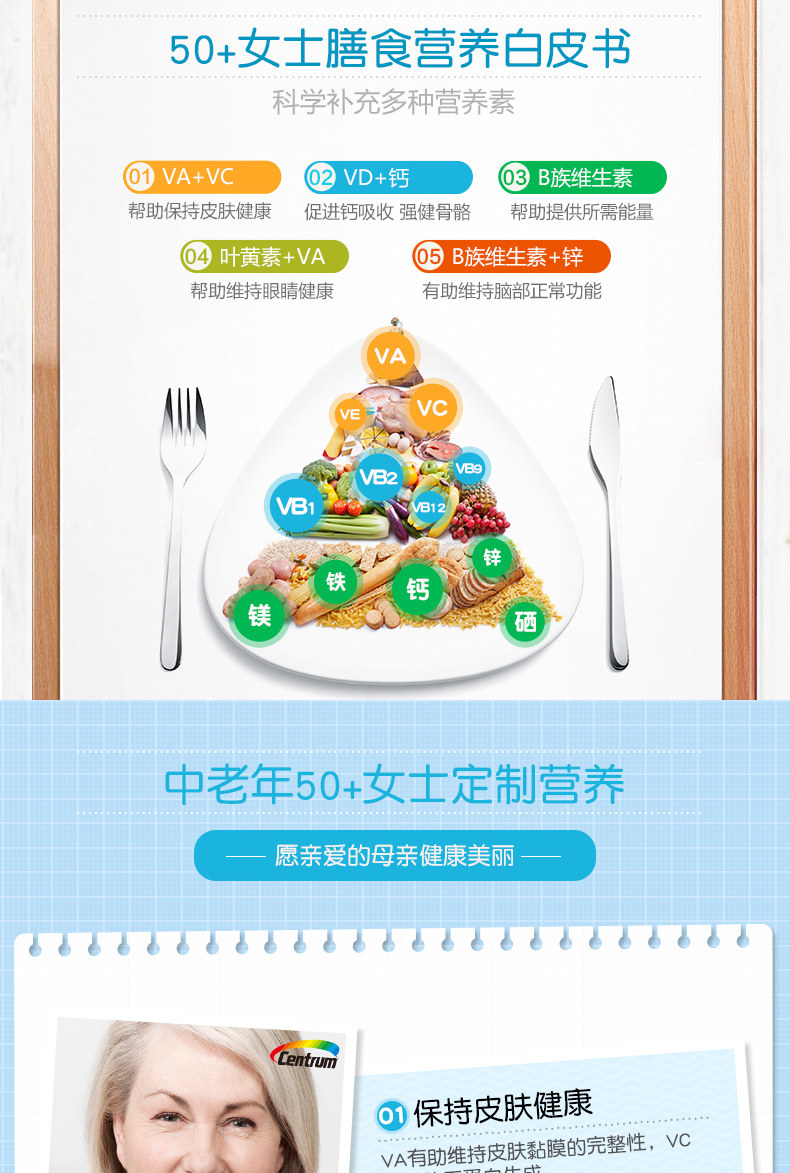 50+女士膳食营养白皮书
科学补充多种营养素
01 VA+VC
帮助保持皮肤健康
02 VD+钙
促进钙吸收 强健骨骼
03 B族维生素
帮助提供所需能量
04 叶黄素+VA
帮助维持眼睛健康
05 B族维生素+锌
有助维持脑部正常功能
VA
VE
VC
VB1
VB2
VB9
VB12
镁
铁
钙
锌
硒
中老年50+女士定制营养
愿亲爱的母亲健康美丽
Centrum
01 保持皮肤健康
VA有助维持皮肤黏膜的完整性，VC